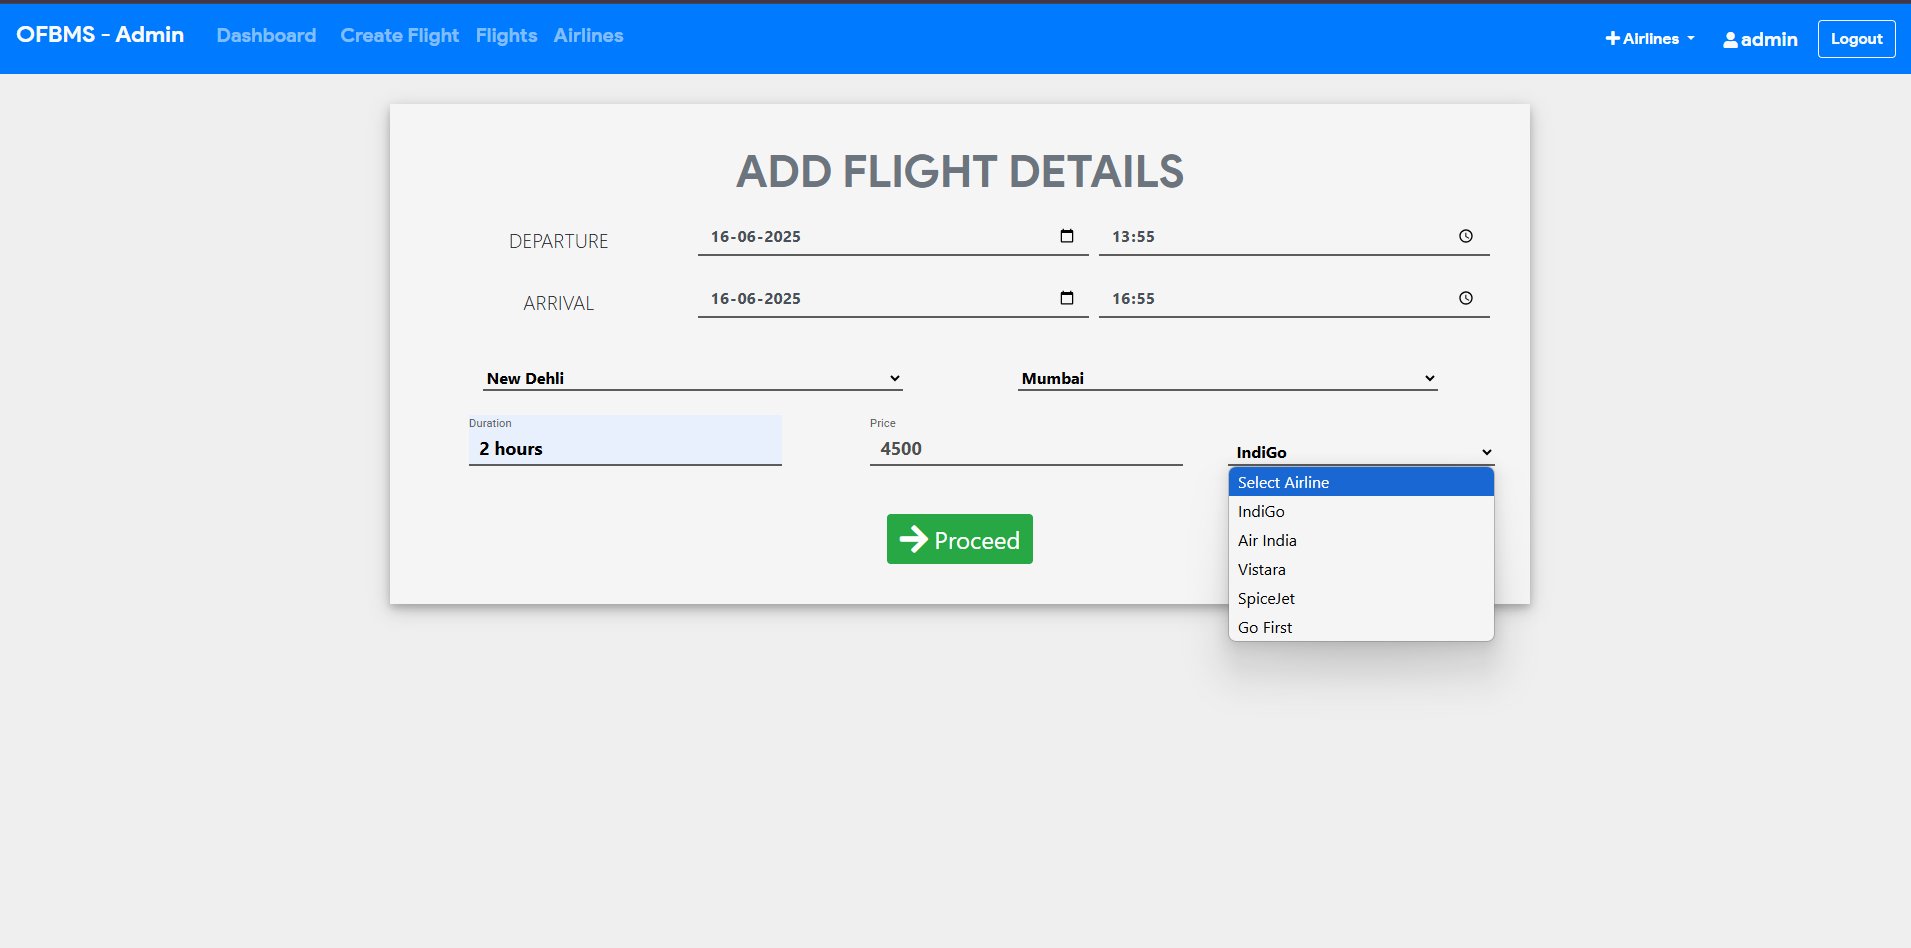 OFBMS - Admin Dashboard Create Flight Flights Airlines Airlines admin Logout
ADD FLIGHT DETAILS
DEPARTURE 16-06-2025 13:55
ARRIVAL 16-06-2025 16:55
New Dehli Mumbai
Duration Price
2 hours 4500 IndiGo
Select Airline
IndiGo
Air India
Vistara
SpiceJet
Go First
Proceed